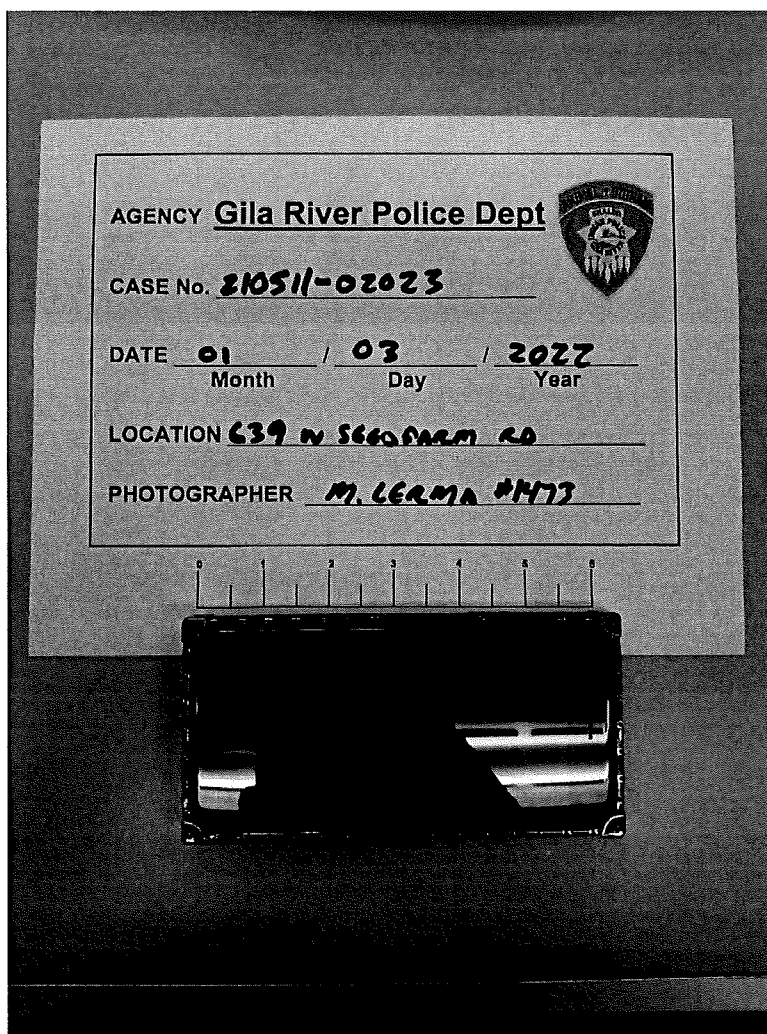 AGENCY Gila River Police Dept
CASE No. 210511-02023
DATE 01 / 03 / 2022
Month Day Year
LOCATION 639 W SEEDFARM RD
PHOTOGRAPHER M. LERMA #1473
0 1 2 3 4 5 6